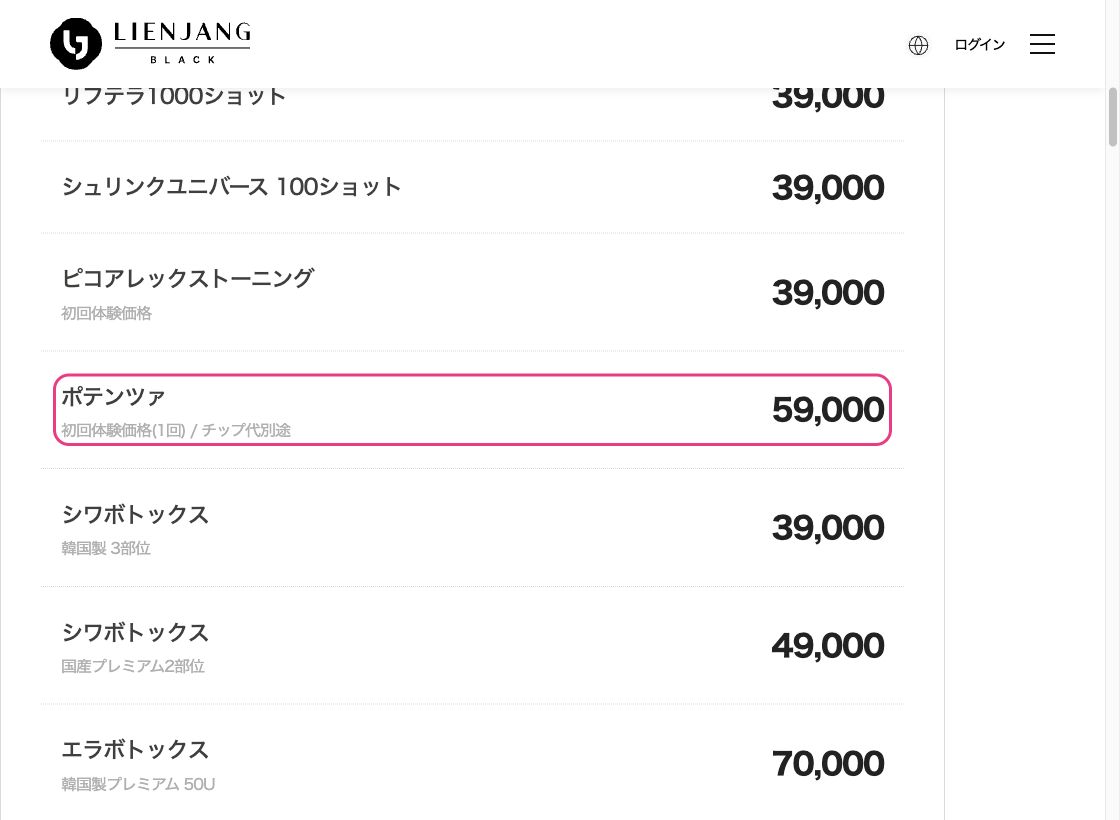 LIENJANG
BLACK
ログイン
リフテラ1000ショット
39,000
シュリンクユニバース 100ショット
39,000
ピコアレックストーニング
初回体験価格
39,000
ポテンツァ
初回体験価格(1回) / チップ代別途
59,000
シワボトックス
韓国製 3部位
39,000
シワボトックス
国産プレミアム2部位
49,000
エラボトックス
韓国製プレミアム 50U
70,000